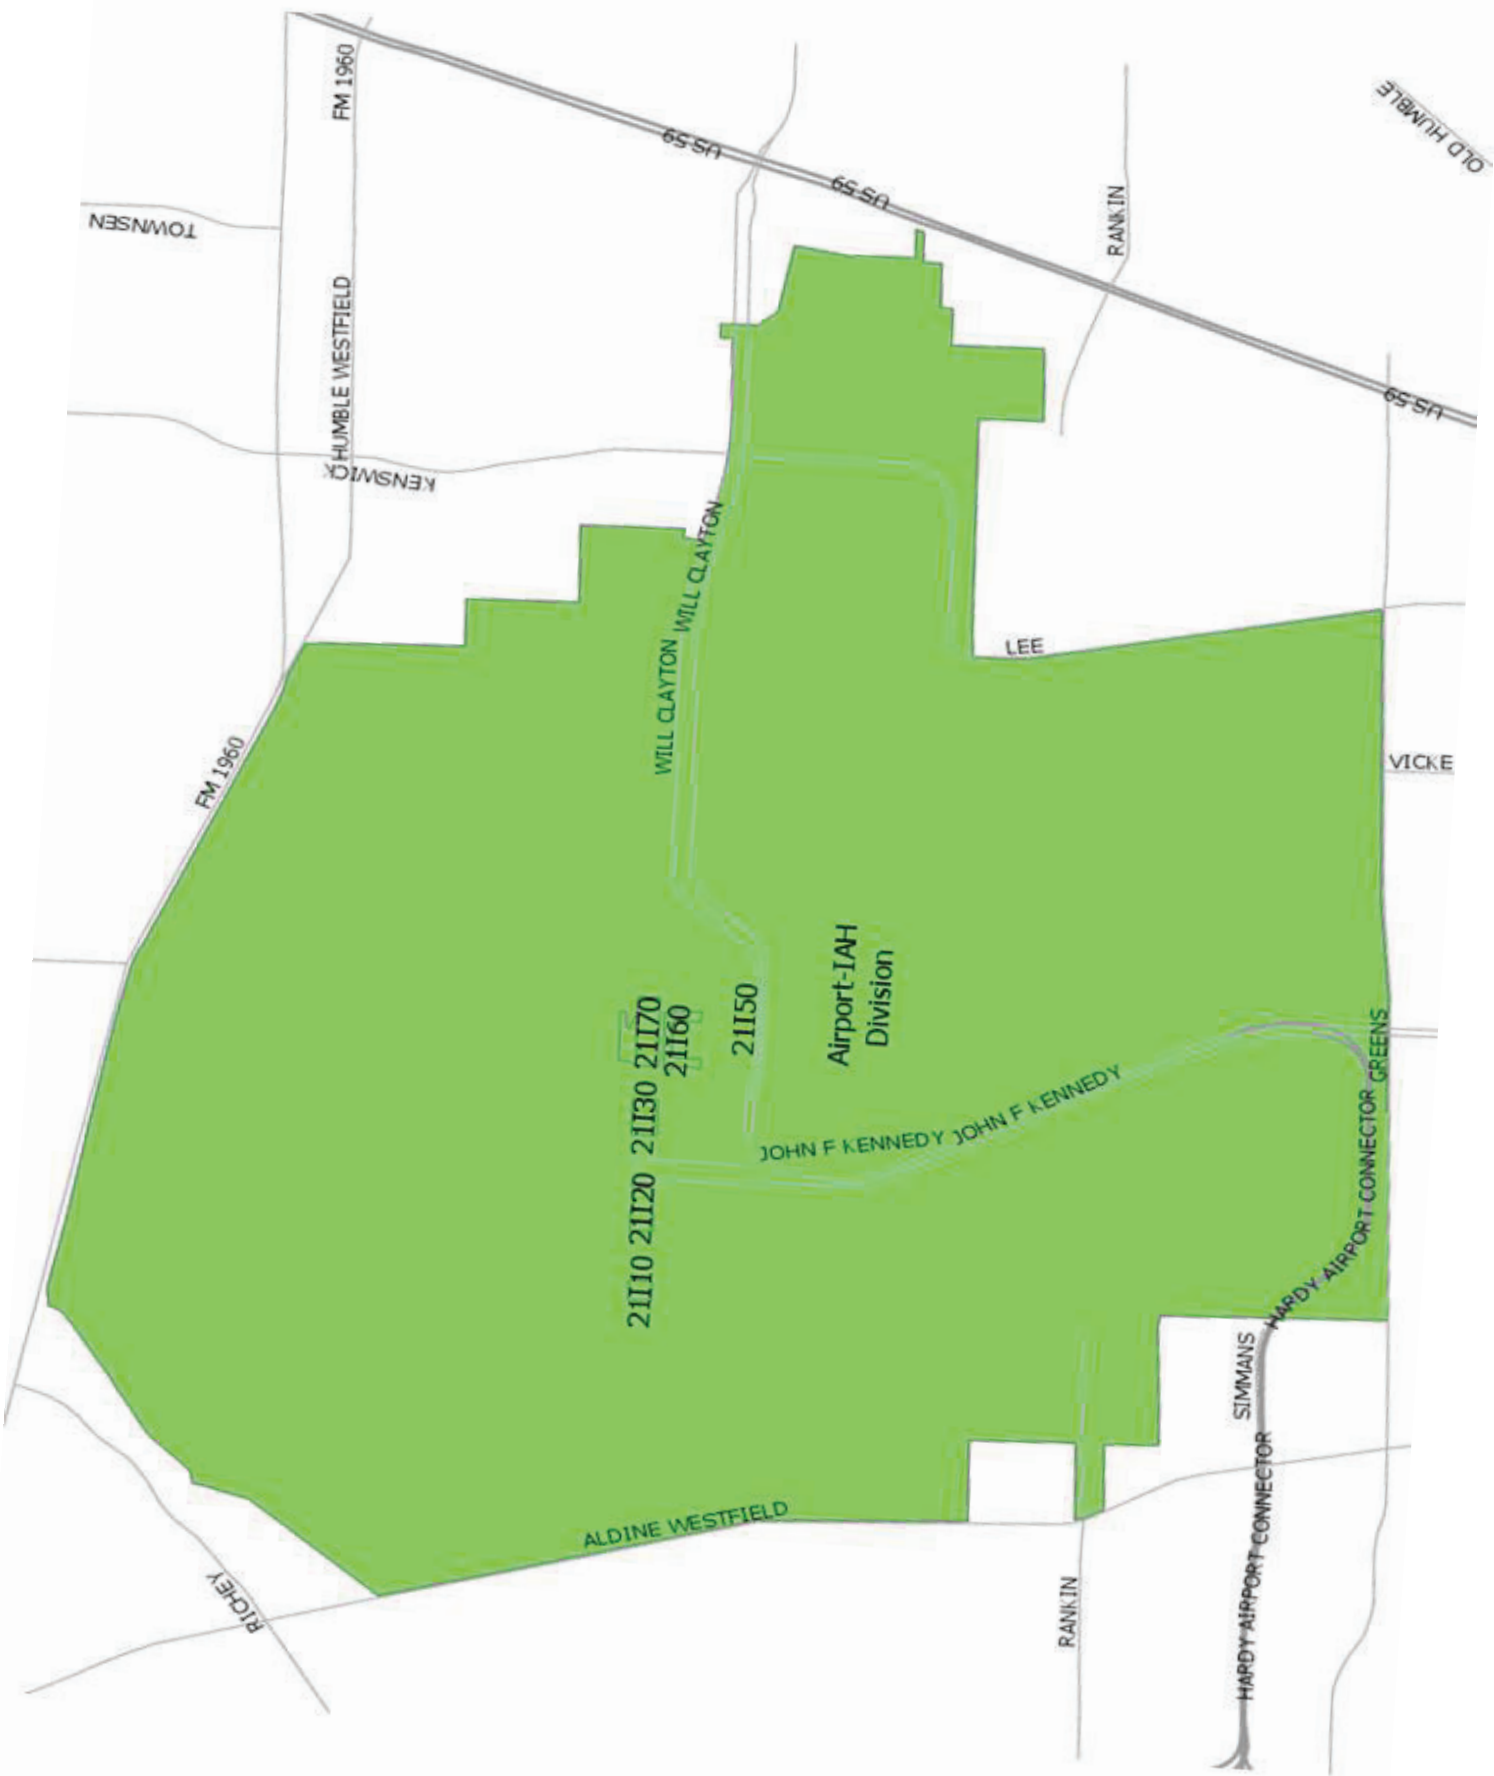 FM 1960
US 59
US 59
OLD HUMBLE
TOWNSEN
RANKIN
HUMBLE WESTFIELD
US 59
KENSWICK
WILL CLAYTON
WILL CLAYTON
LEE
FM 1960
VICKE
21I70
21I60
21I50
Airport-IAH
Division
21I30
21I20
21I10
JOHN F KENNEDY
JOHN F KENNEDY
GREENS
HARDY AIRPORT CONNECTOR
SIMMANS
HARDY AIRPORT CONNECTOR
ALDINE WESTFIELD
RICHEY
RANKIN